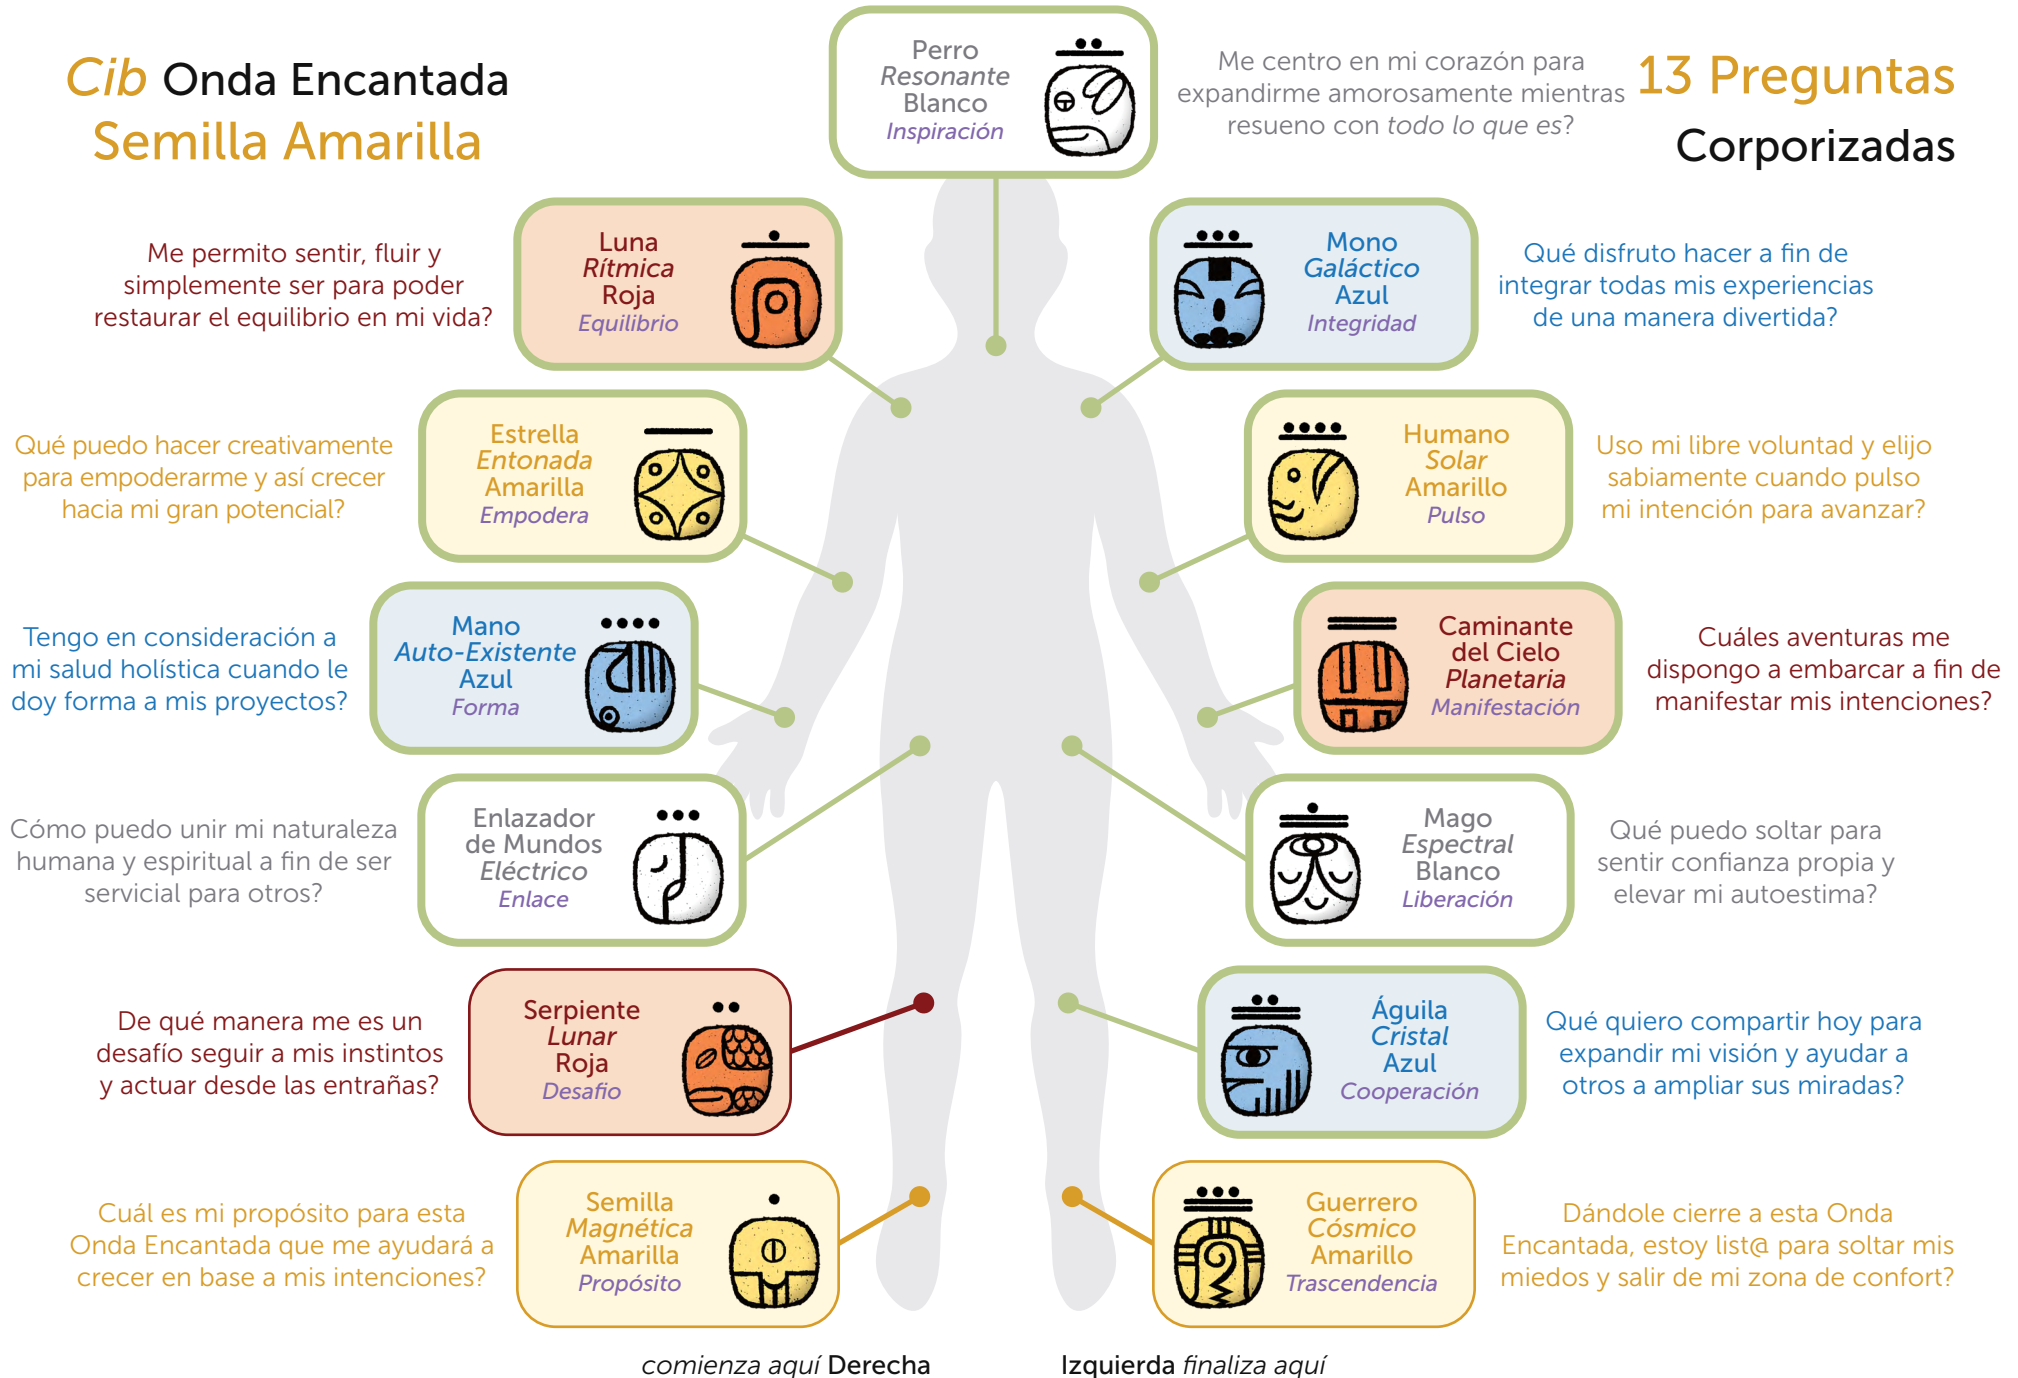 Cib Onda Encantada
Semilla Amarilla
Perro
Resonante
Blanco
Inspiración
Me centro en mi corazón para
expandirme amorosamente mientras
resueno con todo lo que es?
13 Preguntas
Corporizadas
Me permito sentir, fluir y
simplemente ser para poder
restaurar el equilibrio en mi vida?
Luna
Rítmica
Roja
Equilibrio
Mono
Galáctico
Azul
Integridad
Qué disfruto hacer a fin de
integrar todas mis experiencias
de una manera divertida?
Qué puedo hacer creativamente
para empoderarme y así crecer
hacia mi gran potencial?
Estrella
Entonada
Amarilla
Empodera
Humano
Solar
Amarillo
Pulso
Uso mi libre voluntad y elijo
sabiamente cuando pulso
mi intención para avanzar?
Tengo en consideración a
mi salud holística cuando le
doy forma a mis proyectos?
Mano
Auto-Existente
Azul
Forma
Caminante
del Cielo
Planetaria
Manifestación
Cuáles aventuras me
dispongo a embarcar a fin de
manifestar mis intenciones?
Cómo puedo unir mi naturaleza
humana y espiritual a fin de ser
servicial para otros?
Enlazador
de Mundos
Eléctrico
Enlace
Mago
Espectral
Blanco
Liberación
Qué puedo soltar para
sentir confianza propia y
elevar mi autoestima?
De qué manera me es un
desafío seguir a mis instintos
y actuar desde las entrañas?
Serpiente
Lunar
Roja
Desafio
Águila
Cristal
Azul
Cooperación
Qué quiero compartir hoy para
expandir mi visión y ayudar a
otros a ampliar sus miradas?
Cuál es mi propósito para esta
Onda Encantada que me ayudará a
crecer en base a mis intenciones?
Semilla
Magnética
Amarilla
Propósito
Guerrero
Cósmico
Amarillo
Trascendencia
Dándole cierre a esta Onda
Encantada, estoy list@ para soltar mis
miedos y salir de mi zona de confort?
comienza aquí Derecha
Izquierda finaliza aquí